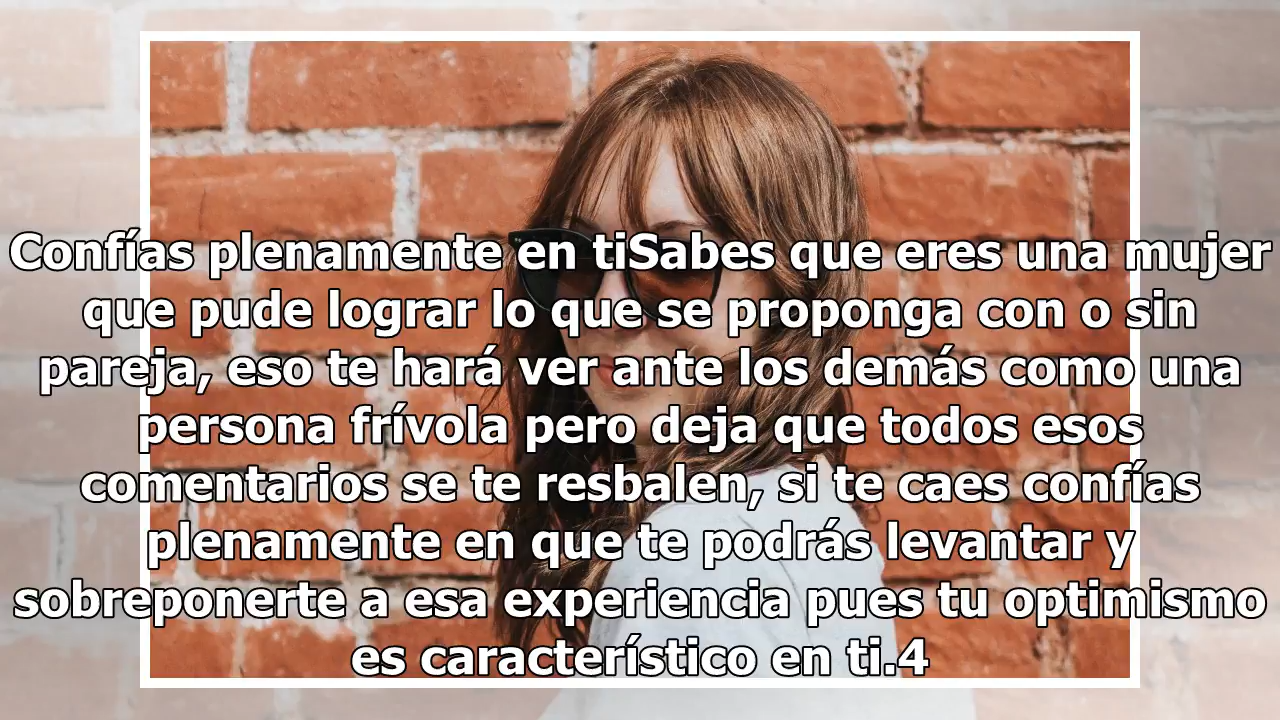 Confías plenamente en tiSabes que eres una mujer
que pude lograr lo que se proponga con o sin
pareja, eso te hará ver ante los demás como una
persona frívola pero deja que todos esos
comentarios se te resbalen, si te caes confías
plenamente en que te podrás levantar y
sobreponerte a esa experiencia pues tu optimismo
es característico en ti.4